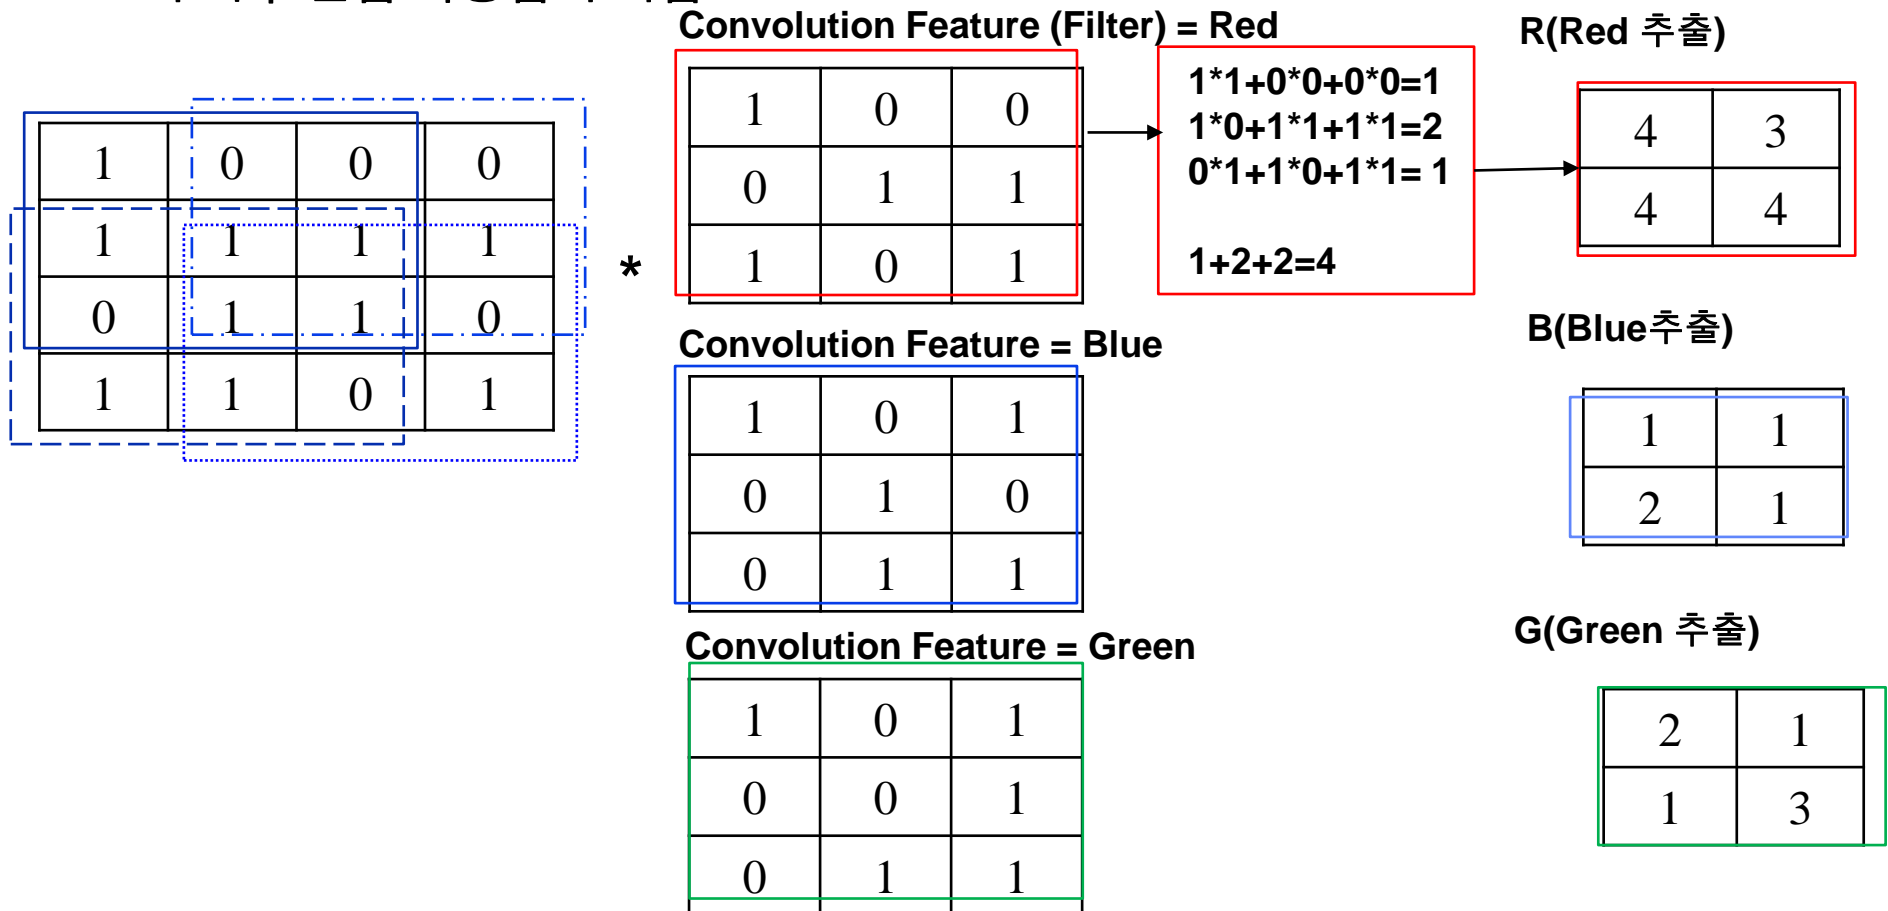 Convolution Feature (Filter) = Red
R(Red 추출)
1 0 0 0
1 1 1 1
0 1 1 0
1 1 0 1
*
1 0 0
0 1 1
1 0 1
1*1+0*0+0*0=1
1*0+1*1+1*1=2
0*1+1*0+1*1= 1
1+2+2=4
4 3
4 4
Convolution Feature = Blue
B(Blue추출)
1 0 1
0 1 0
0 1 1
1 1
2 1
Convolution Feature = Green
G(Green 추출)
1 0 1
0 0 1
0 1 1
2 1
1 3